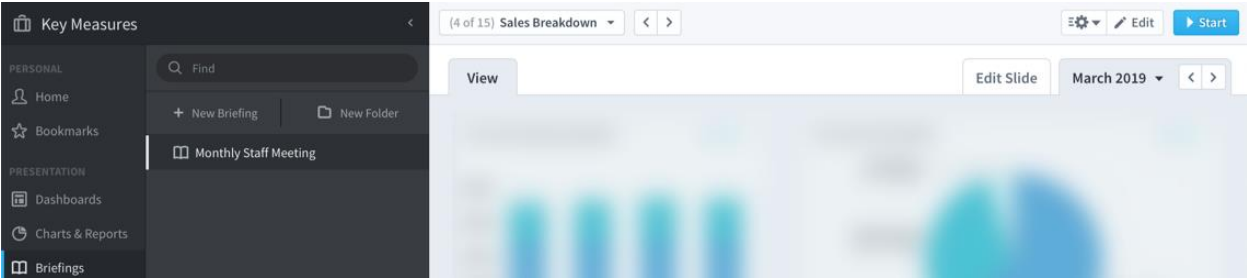 Key Measures
PERSONAL
Home
Bookmarks
PRESENTATION
Dashboards
Charts & Reports
Briefings
Find
+ New Briefing
New Folder
Monthly Staff Meeting
(4 of 15) Sales Breakdown
Edit
Start
View
Edit Slide
March 2019